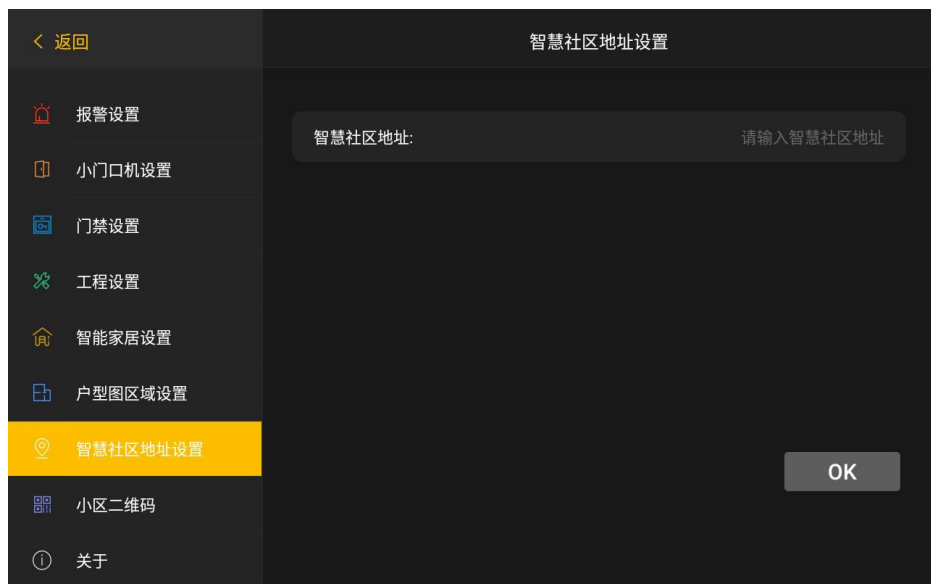 返回
智慧社区地址设置
报警设置
小门口机设置
门禁设置
工程设置
智能家居设置
户型图区域设置
智慧社区地址设置
小区二维码
关于
智慧社区地址:
请输入智慧社区地址
OK